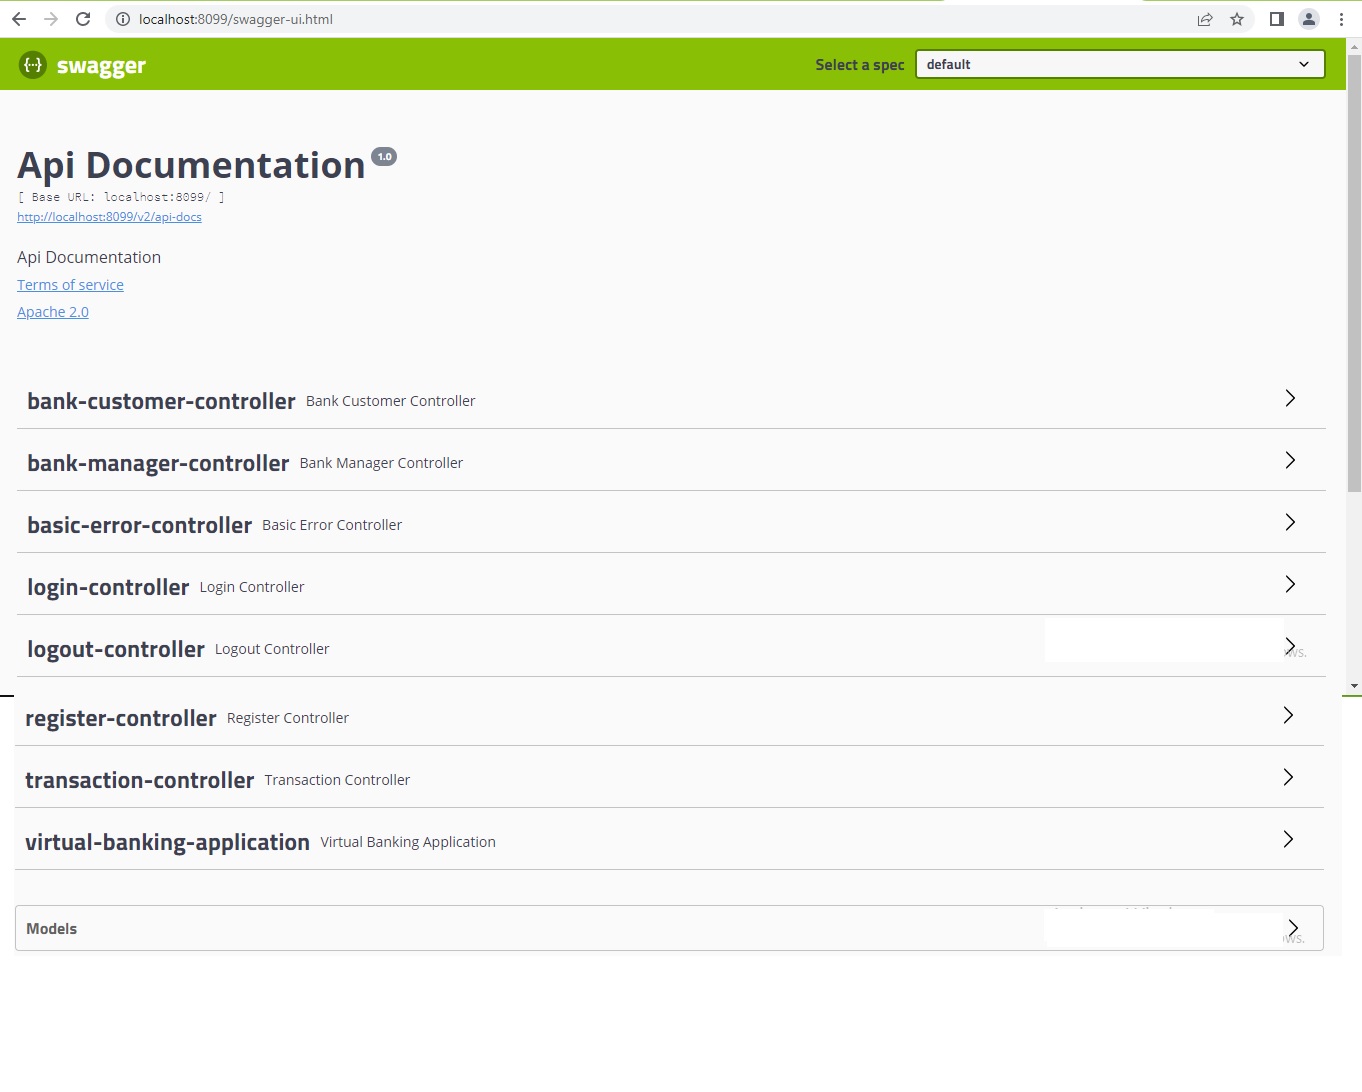 localhost:8099/swagger-ui.html
{··} swagger Select a spec default
Api Documentation 1.0
[ Base URL: localhost:8099/ ]
http://localhost:8099/v2/api-docs
Api Documentation
Terms of service
Apache 2.0
bank-customer-controller Bank Customer Controller
bank-manager-controller Bank Manager Controller
basic-error-controller Basic Error Controller
login-controller Login Controller
logout-controller Logout Controller
register-controller Register Controller
transaction-controller Transaction Controller
virtual-banking-application Virtual Banking Application
Models